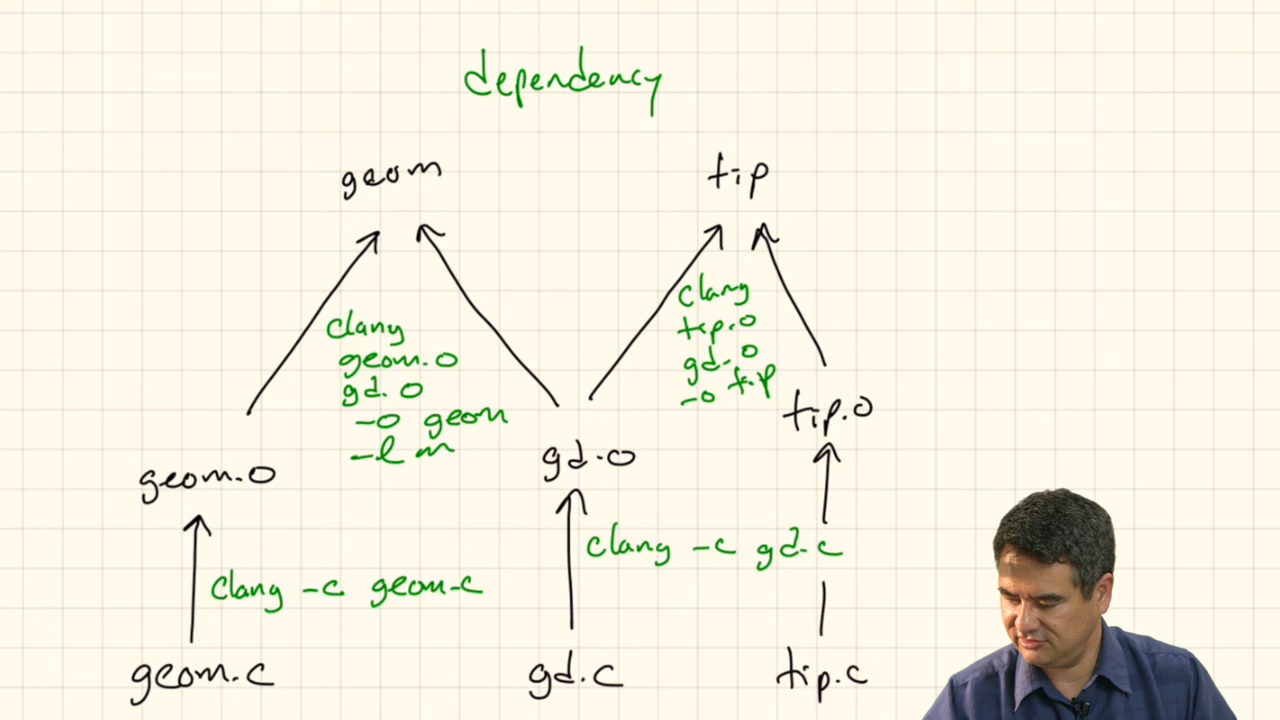 dependency
geom
tip
clang
geom.o
gd.o
-o geom
-lm
clang
tip.o
gd.o
-o tip
geom.o
gd.o
tip.o
clang -c geom.c
clang -c gd.c
geom.c
gd.c
tip.c